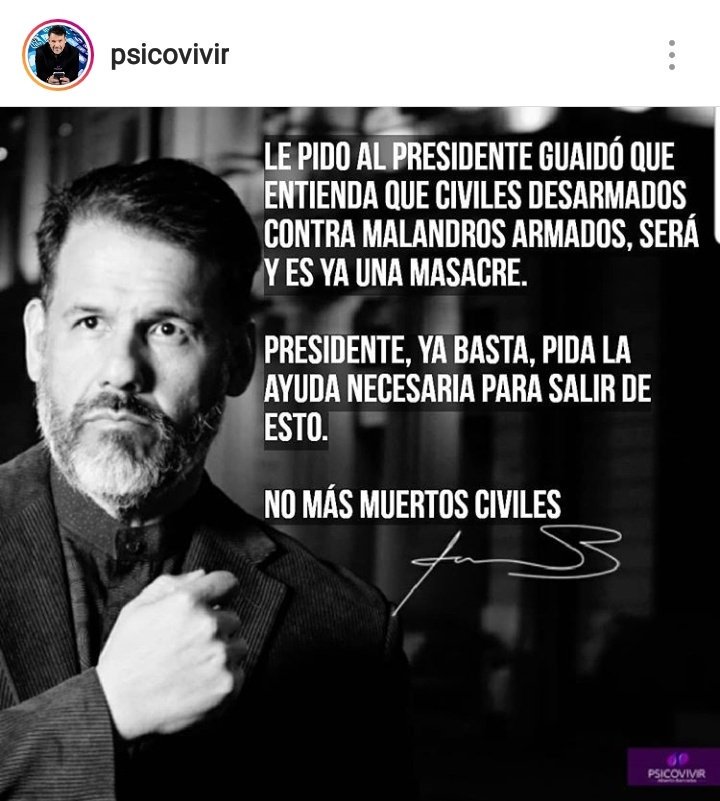 psicovivir
LE PIDO AL PRESIDENTE GUAIDÓ QUE
ENTIENDA QUE CIVILES DESARMADOS
CONTRA MALANDROS ARMADOS, SERÁ
Y ES YA UNA MASACRE.
PRESIDENTE, YA BASTA, PIDA LA
AYUDA NECESARIA PARA SALIR DE
ESTO.
NO MÁS MUERTOS CIVILES
PSICOVIVIR